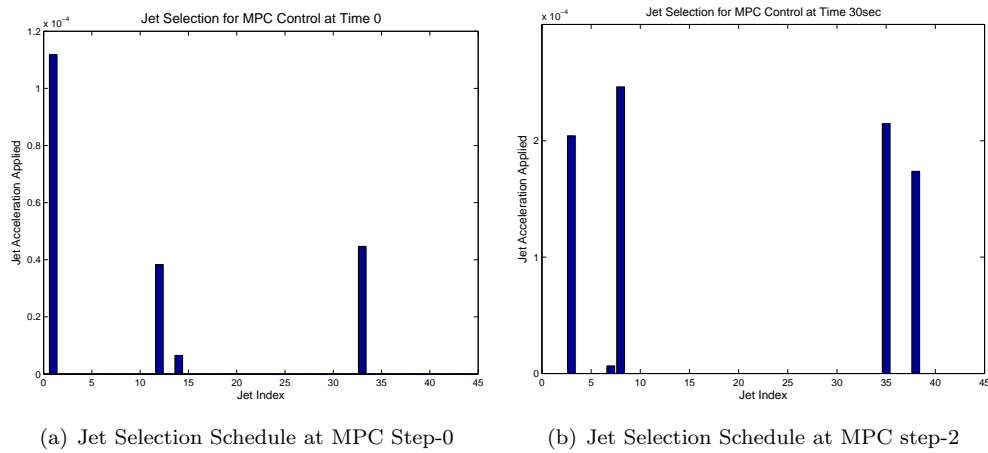 Jet Selection for MPC Control at Time 0
x 10⁻⁴
1.2
1
0.8
0.6
0.4
0.2
0
Jet Acceleration Applied
0 5 10 15 20 25 30 35 40 45
Jet Index
(a) Jet Selection Schedule at MPC Step-0
Jet Selection for MPC Control at Time 30sec
x 10⁻⁴
2
1
0
Jet Acceleration Applied
0 5 10 15 20 25 30 35 40 45
Jet Index
(b) Jet Selection Schedule at MPC step-2